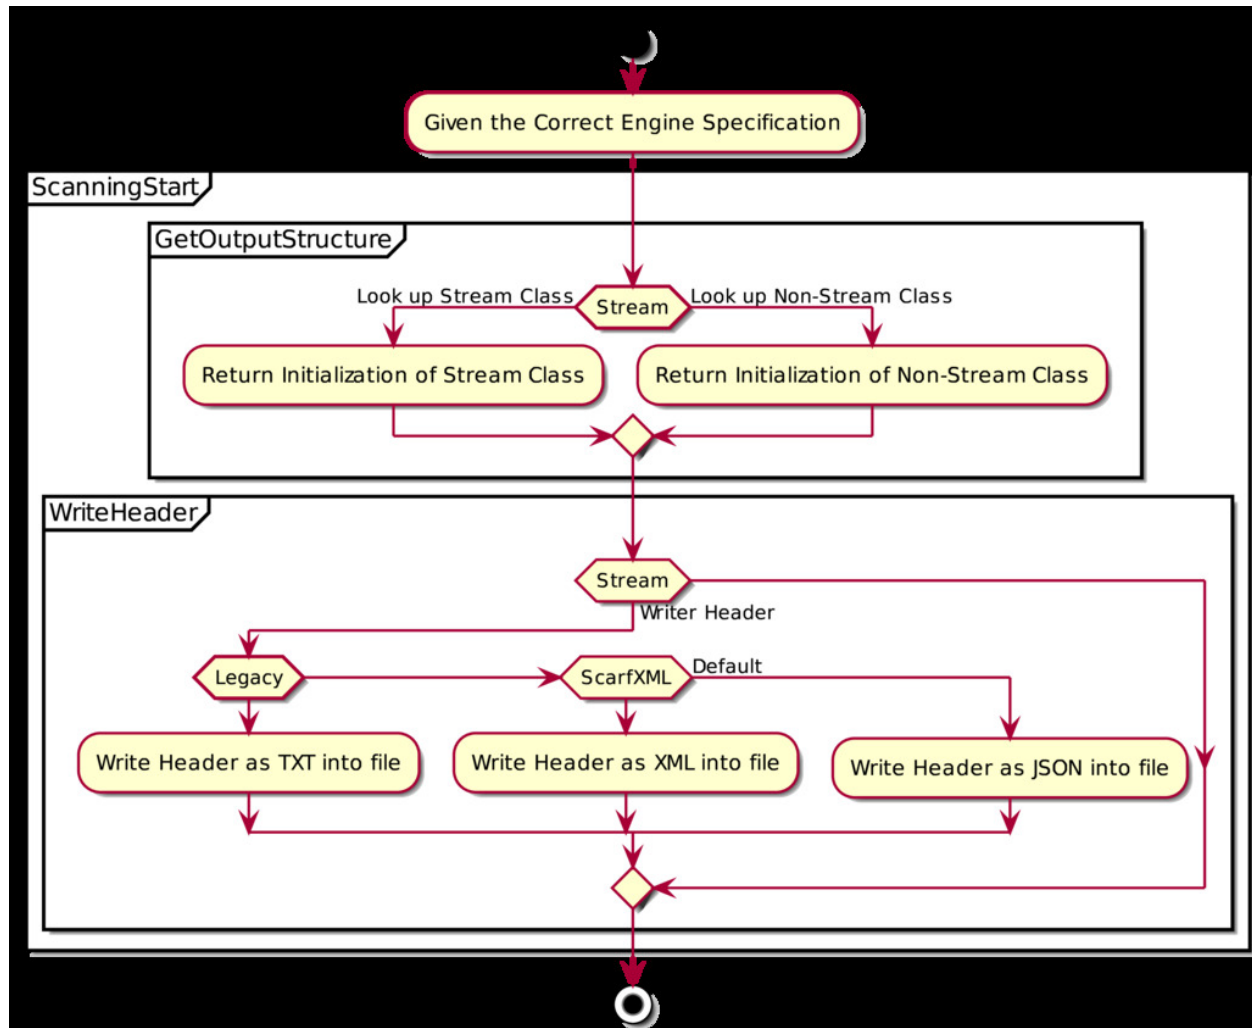 Given the Correct Engine Specification
ScanningStart
GetOutputStructure
Look up Stream Class
Stream
Look up Non-Stream Class
Return Initialization of Stream Class
Return Initialization of Non-Stream Class
WriteHeader
Stream
Writer Header
Legacy
ScarfXML
Default
Write Header as TXT into file
Write Header as XML into file
Write Header as JSON into file